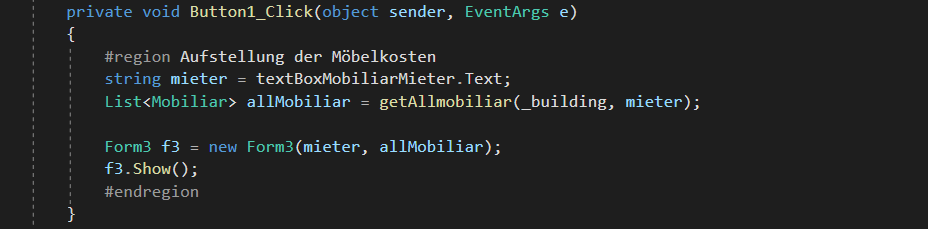 private void Button1_Click(object sender, EventArgs e)
{
#region Aufstellung der Möbelkosten
string mieter = textBoxMobiliarMieter.Text;
List<Mobiliar> allMobiliar = getAllmobiliar(_building, mieter);
Form3 f3 = new Form3(mieter, allMobiliar);
f3.Show();
#endregion
}